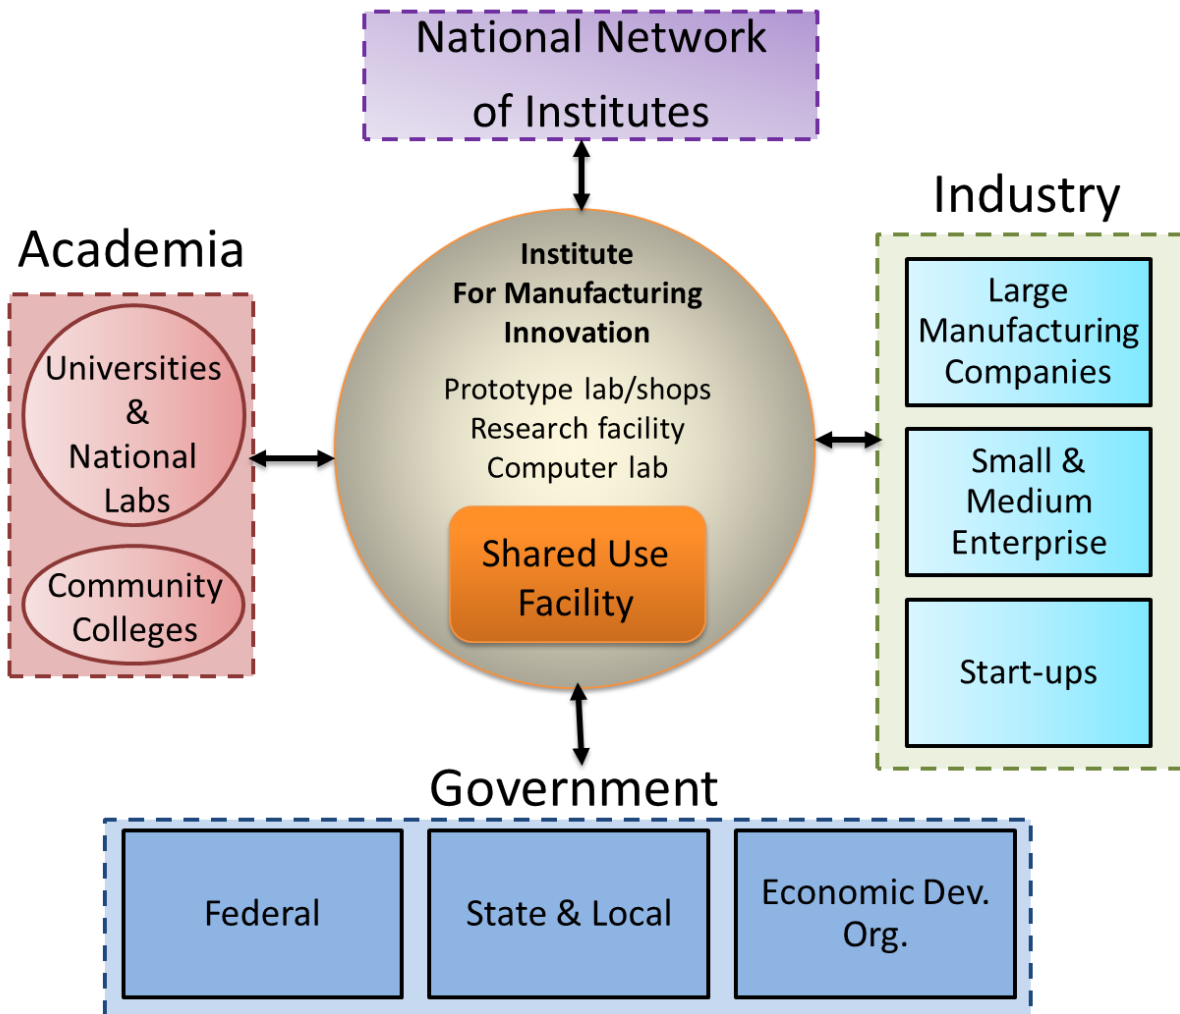 National Network
of Institutes
Academia
Universities
&
National
Labs
Community
Colleges
Institute
For Manufacturing
Innovation
Prototype lab/shops
Research facility
Computer lab
Shared Use
Facility
Industry
Large
Manufacturing
Companies
Small &
Medium
Enterprise
Start-ups
Government
Federal
State & Local
Economic Dev.
Org.